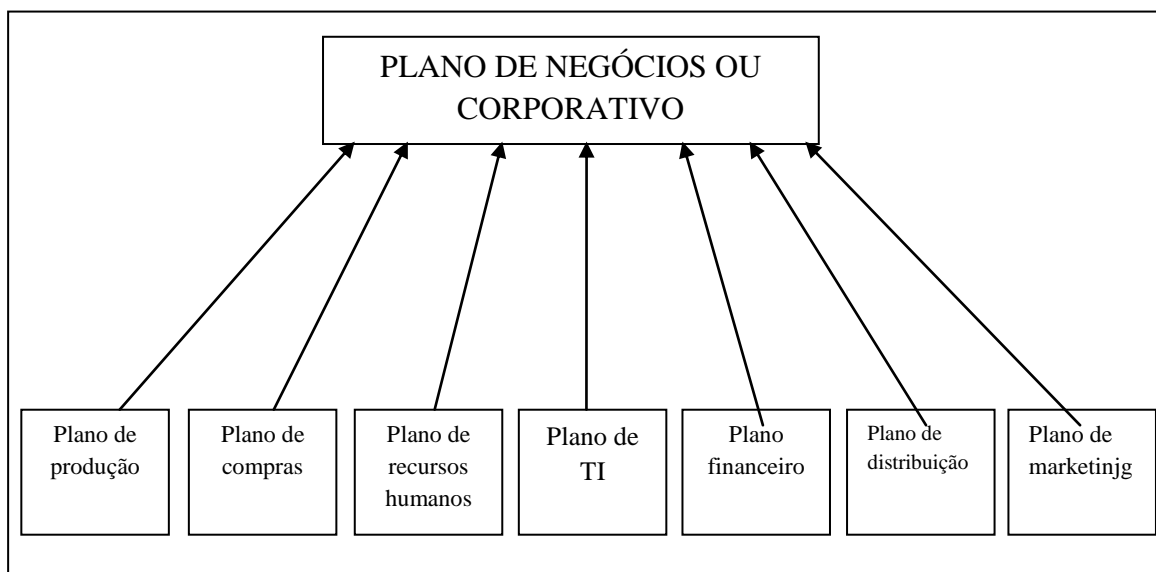 PLANO DE NEGÓCIOS OU
CORPORATIVO
Plano de
produção
Plano de
compras
Plano de
recursos
humanos
Plano de
TI
Plano
financeiro
Plano de
distribuição
Plano de
marketinjg